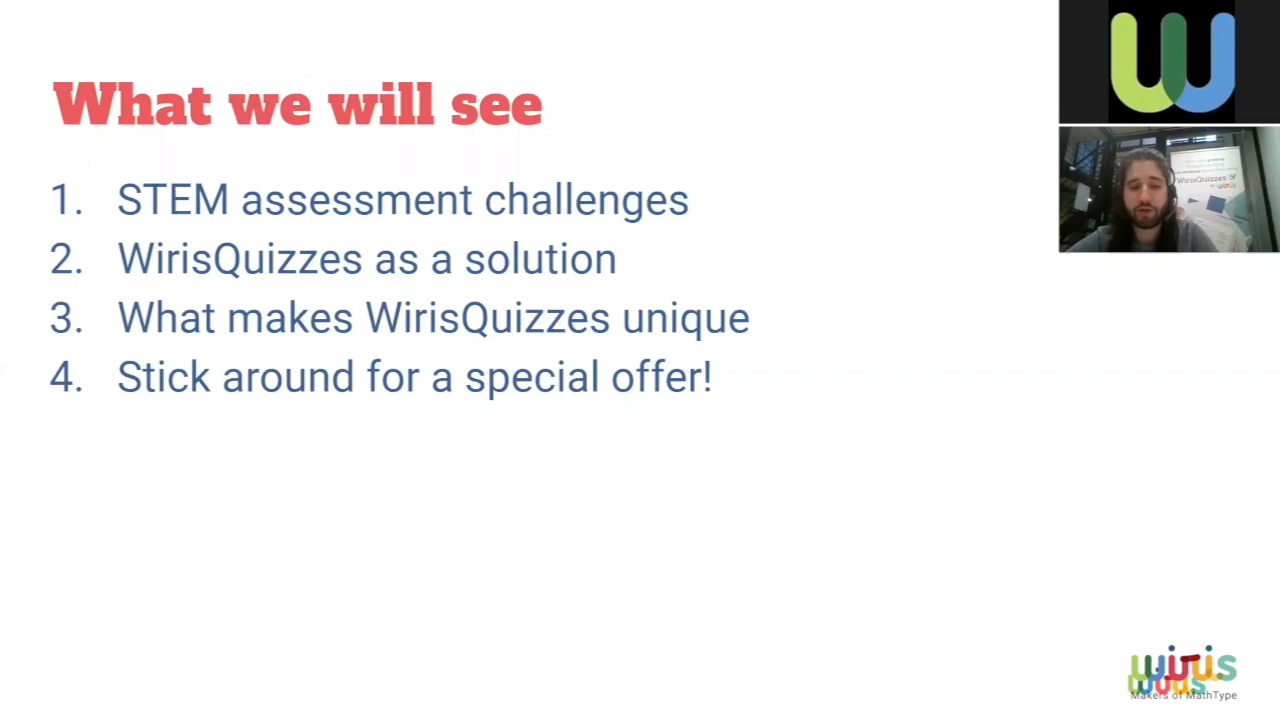 What we will see
1. STEM assessment challenges
2. WirisQuizzes as a solution
3. What makes WirisQuizzes unique
4. Stick around for a special offer!
WirisQuizzes
wiris
Makers of MathType